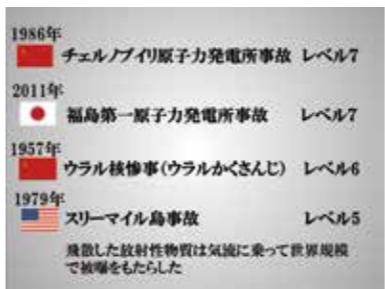 1986年
チェルノブイリ原子力発電所事故 レベル7
2011年
福島第一原子力発電所事故 レベル7
1957年
ウラル核惨事(ウラルかくさんじ) レベル6
1979年
スリーマイル島事故 レベル5
飛散した放射性物質は気流に乗って世界規模
で被曝をもたらした